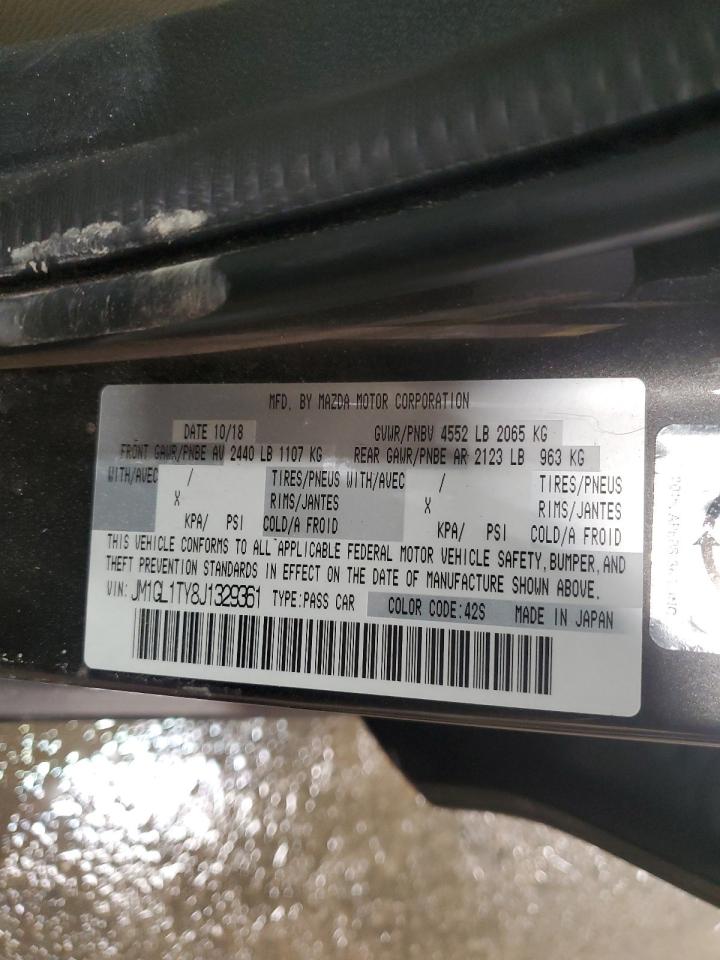 MFD. BY MAZDA MOTOR CORPORATION
DATE 10/18 GVWR/PNBV 4552 LB 2065 KG
FRONT GAWR/PNBE AV 2440 LB 1107 KG REAR GAWR/PNBE AR 2123 LB 963 KG
WITH/AVEC / TIRES/PNEUS WITH/AVEC / TIRES/PNEUS
X RIMS/JANTES X RIMS/JANTES
KPA/ PSI COLD/A FROID KPA/ PSI COLD/A FROID
THIS VEHICLE CONFORMS TO ALL APPLICABLE FEDERAL MOTOR VEHICLE SAFETY, BUMPER, AND
THEFT PREVENTION STANDARDS IN EFFECT ON THE DATE OF MANUFACTURE SHOWN ABOVE.
VIN: JM1GL1TY8J1329361 TYPE:PASS CAR COLOR CODE:42S MADE IN JAPAN